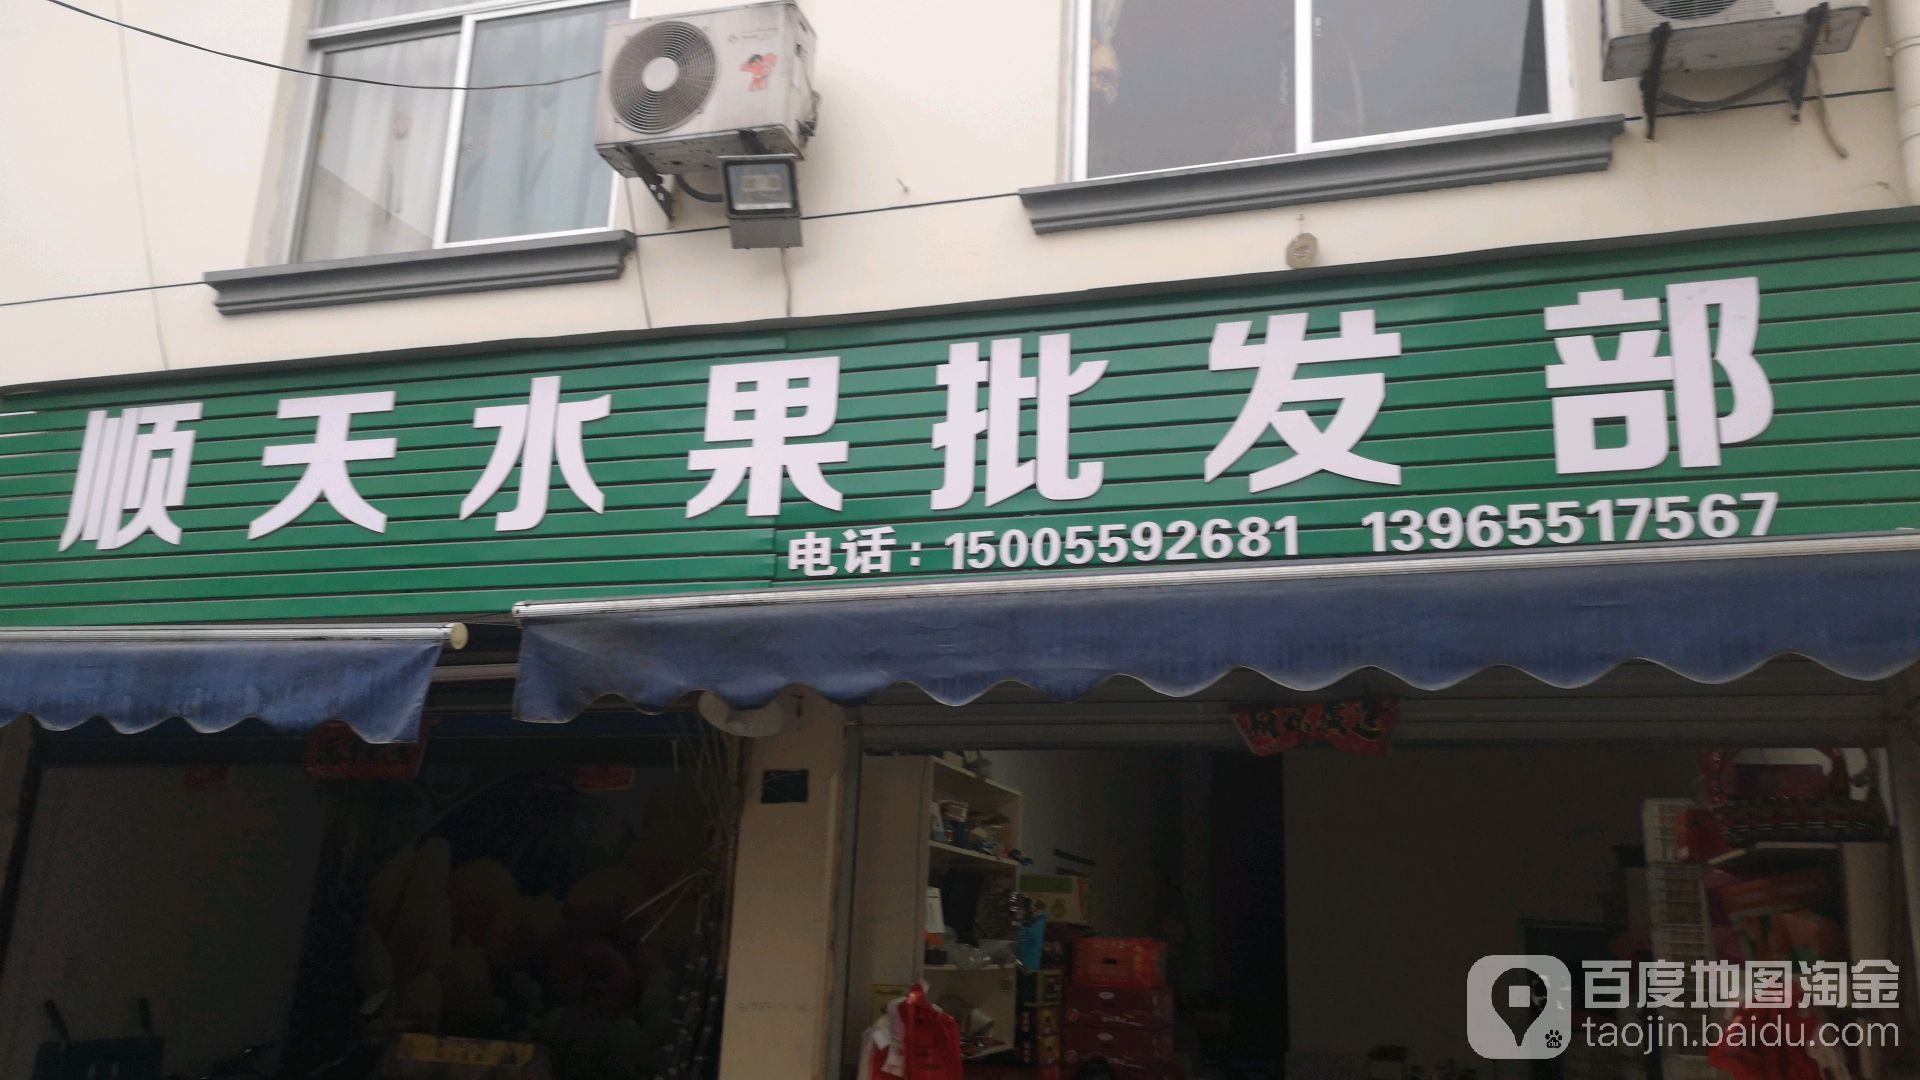 顺天水果批发部
电话：15005592681 13965517567
百度地图淘金
taojin.baidu.com